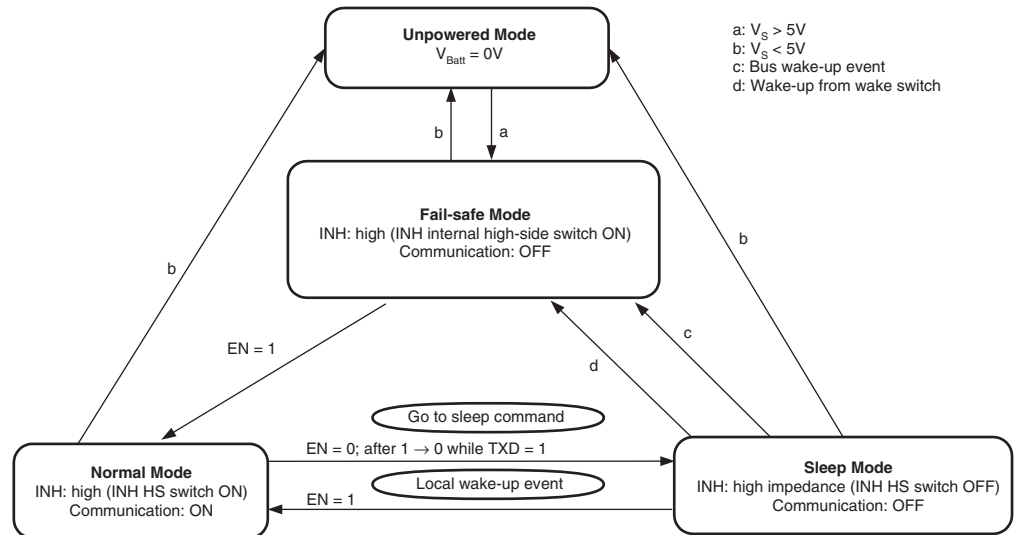 Unpowered Mode
V_Batt = 0V
a: V_S > 5V
b: V_S < 5V
c: Bus wake-up event
d: Wake-up from wake switch
b
a
Fail-safe Mode
INH: high (INH internal high-side switch ON)
Communication: OFF
b
b
EN = 1
c
d
Go to sleep command
EN = 0; after 1 → 0 while TXD = 1
Local wake-up event
EN = 1
Normal Mode
INH: high (INH HS switch ON)
Communication: ON
Sleep Mode
INH: high impedance (INH HS switch OFF)
Communication: OFF